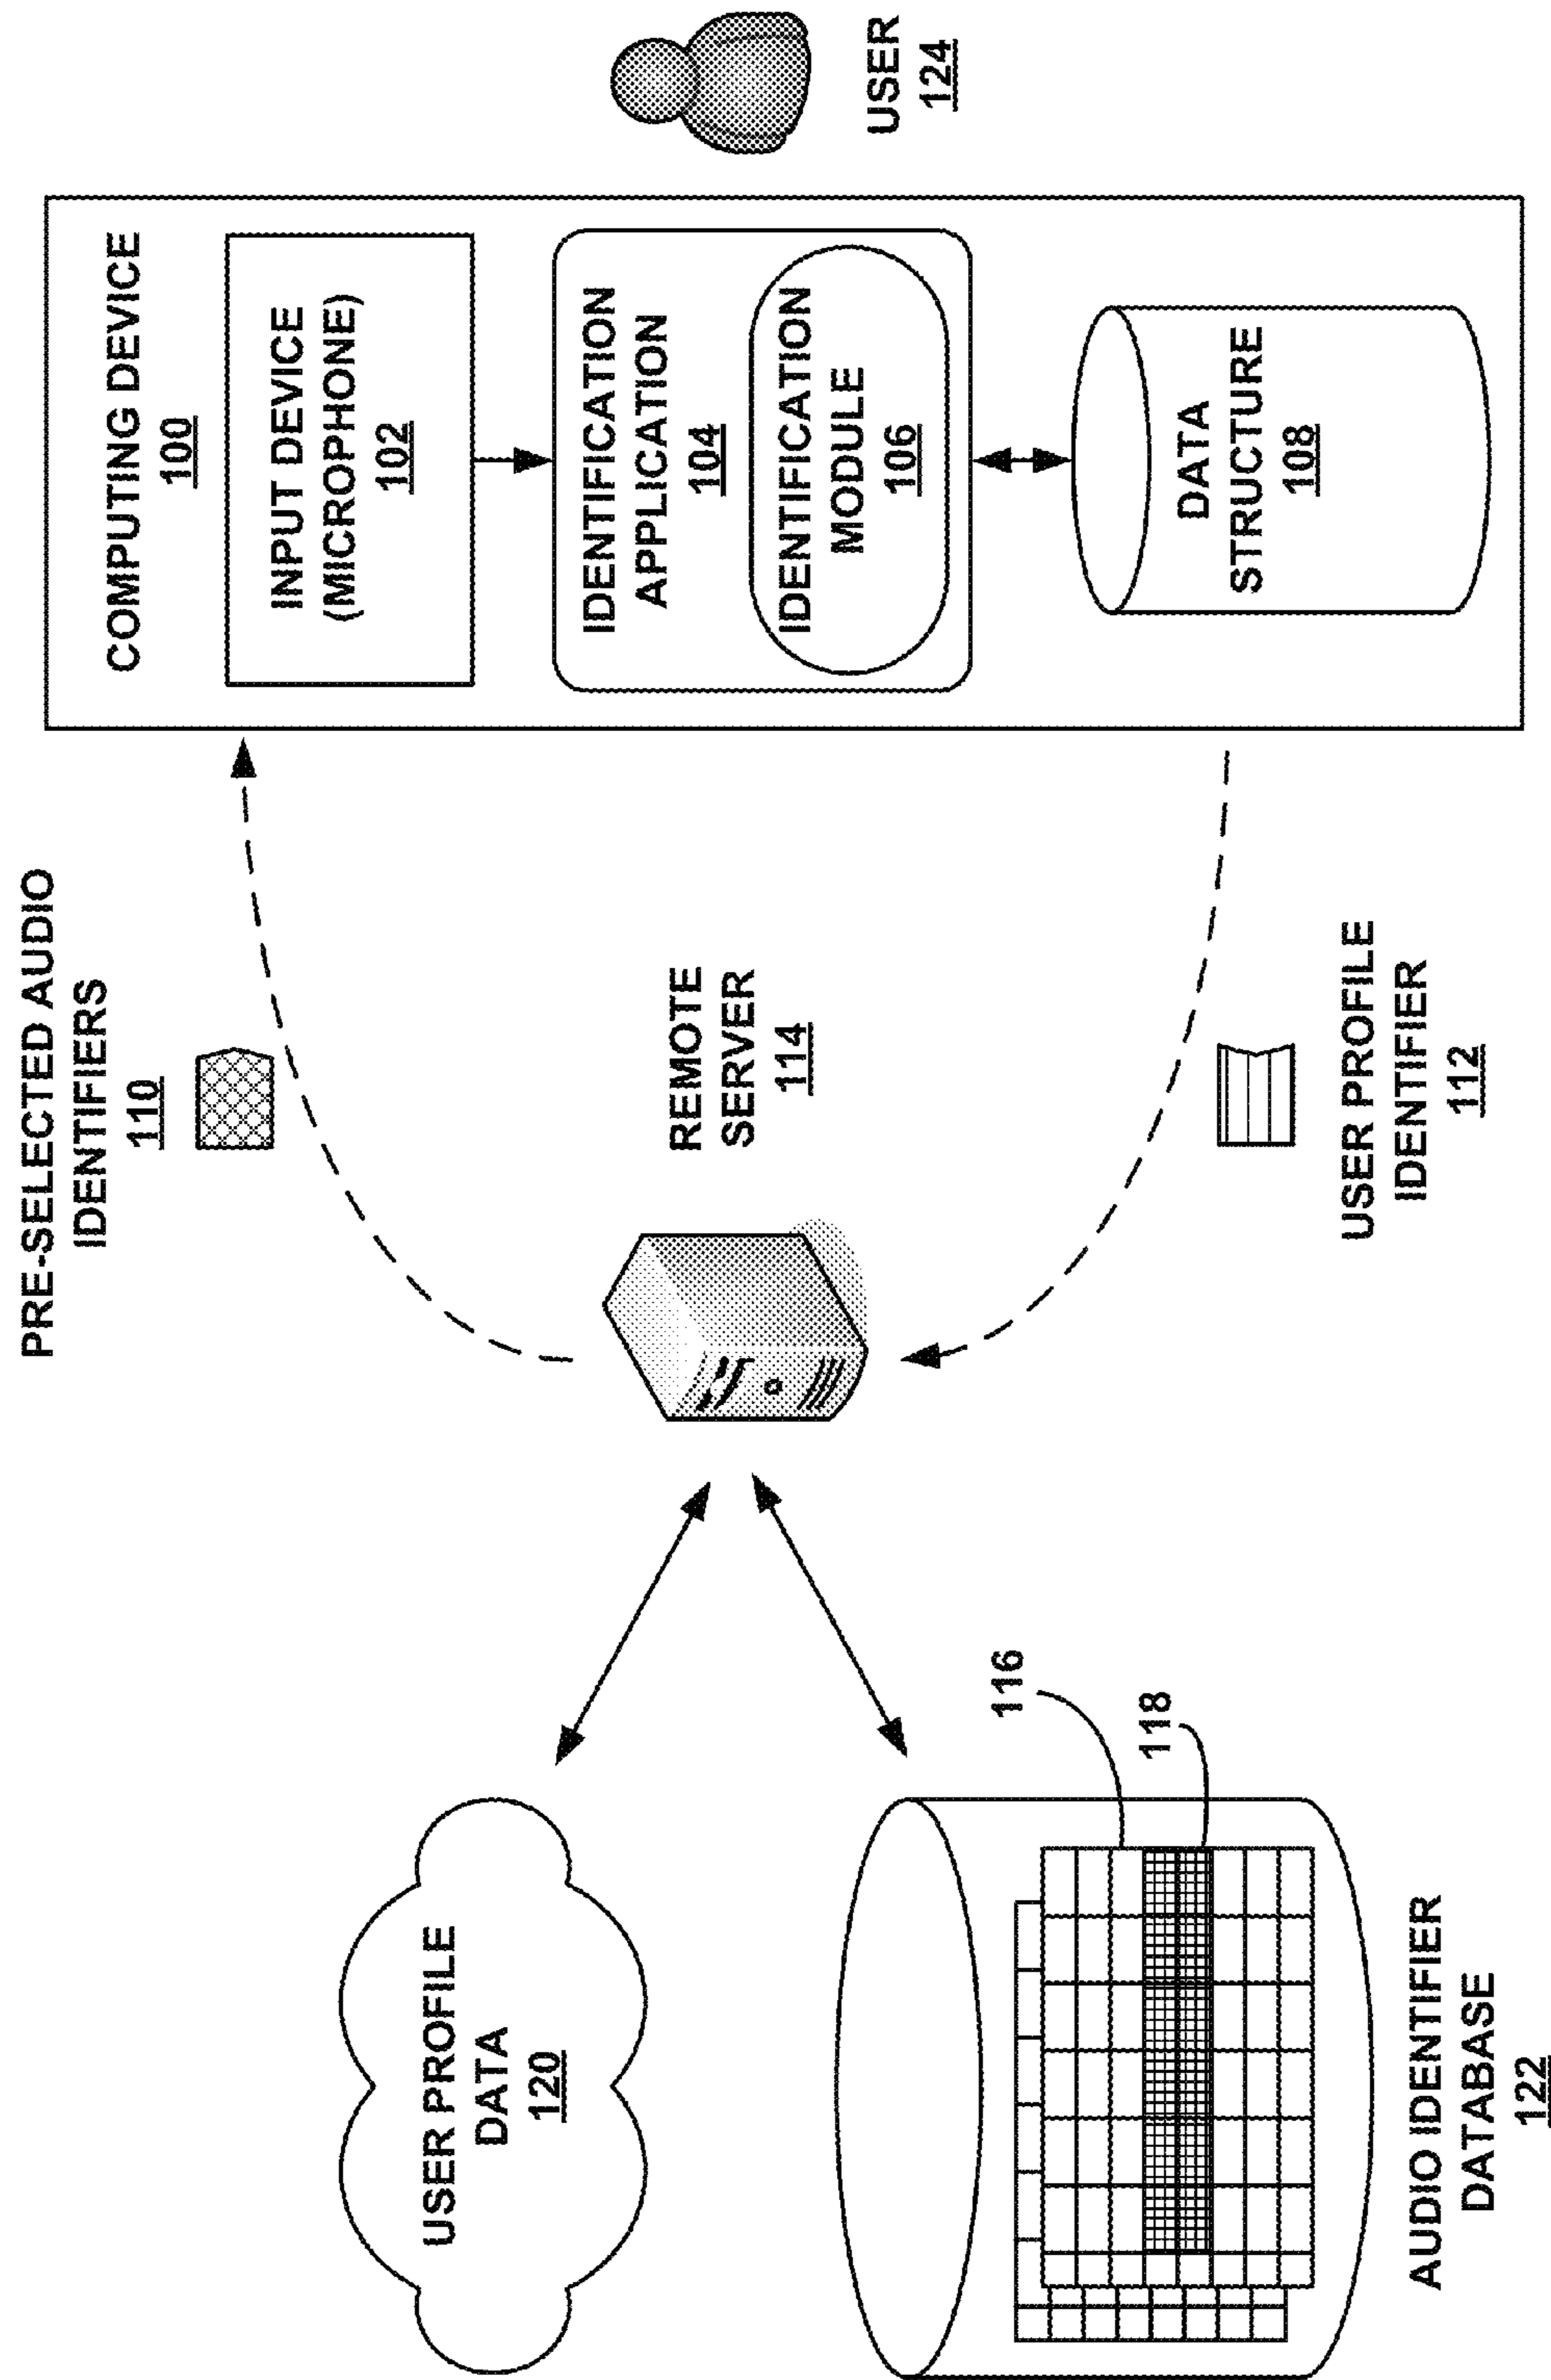 PRE-SELECTED AUDIO
IDENTIFIERS
110
COMPUTING DEVICE
100
INPUT DEVICE
(MICROPHONE)
102
IDENTIFICATION
APPLICATION
104
IDENTIFICATION
MODULE
106
DATA
STRUCTURE
108
USER
124
REMOTE
SERVER
114
USER PROFILE
IDENTIFIER
112
USER PROFILE
DATA
120
116
118
AUDIO IDENTIFIER
DATABASE
122